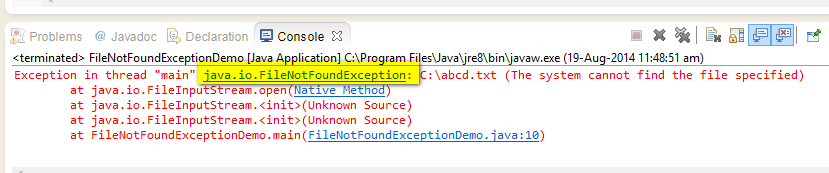 Problems @ Javadoc Declaration Console
<terminated> FileNotFoundExceptionDemo [Java Application] C:\Program Files\Java\jre8\bin\javaw.exe (19-Aug-2014 11:48:51 am)
Exception in thread "main" java.io.FileNotFoundException: C:\abcd.txt (The system cannot find the file specified)
at java.io.FileInputStream.open(Native Method)
at java.io.FileInputStream.<init>(Unknown Source)
at java.io.FileInputStream.<init>(Unknown Source)
at FileNotFoundExceptionDemo.main(FileNotFoundExceptionDemo.java:10)